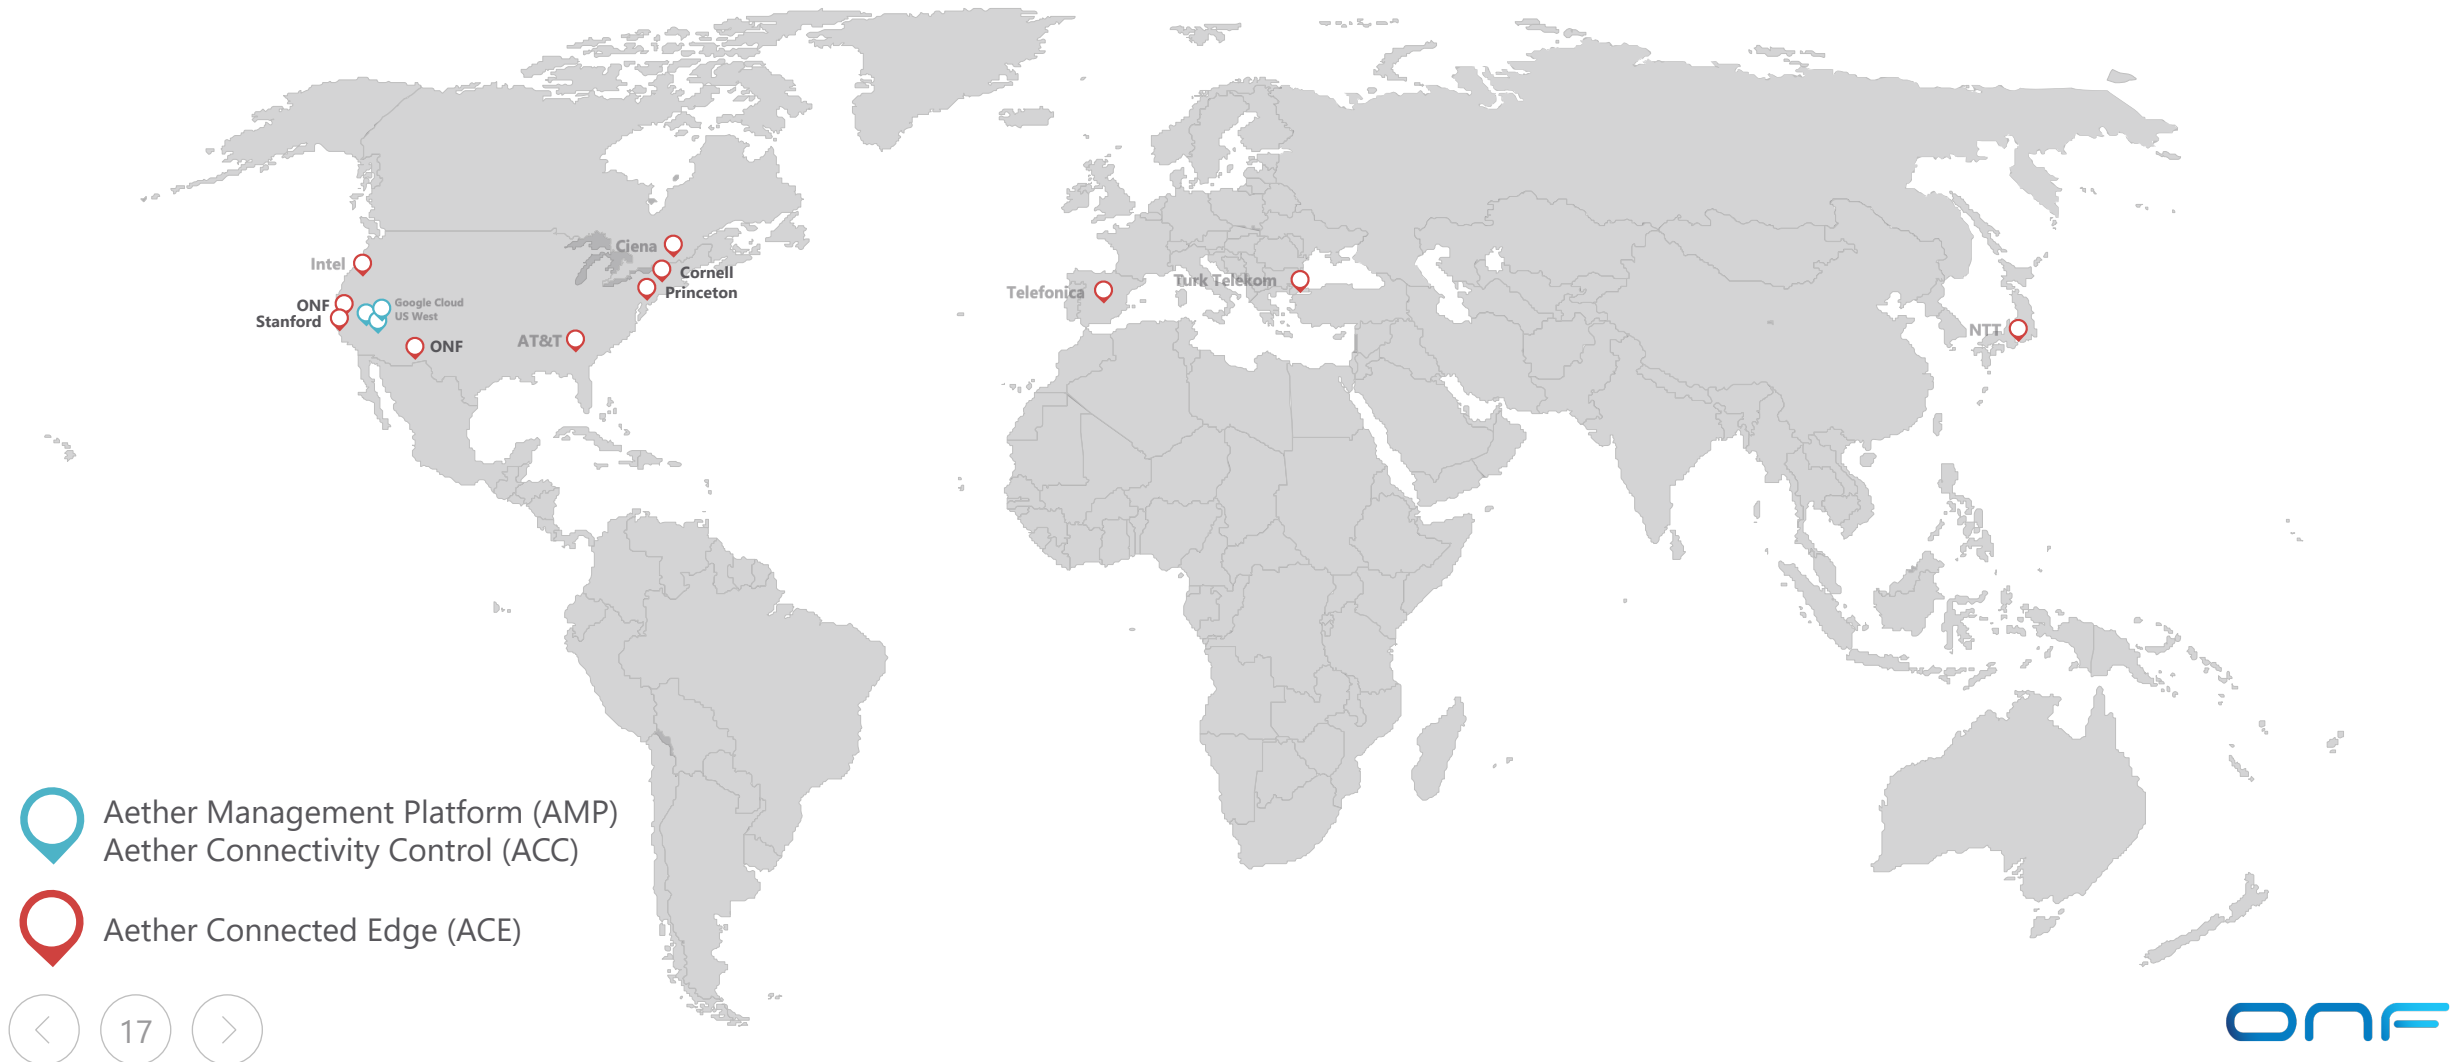 Ciena
Intel
Cornell
Princeton
ONF
Stanford
Google Cloud
US West
ONF
AT&T
Telefonica
Turk Telekom
NTT
Aether Management Platform (AMP)
Aether Connectivity Control (ACC)
Aether Connected Edge (ACE)
17
ONF